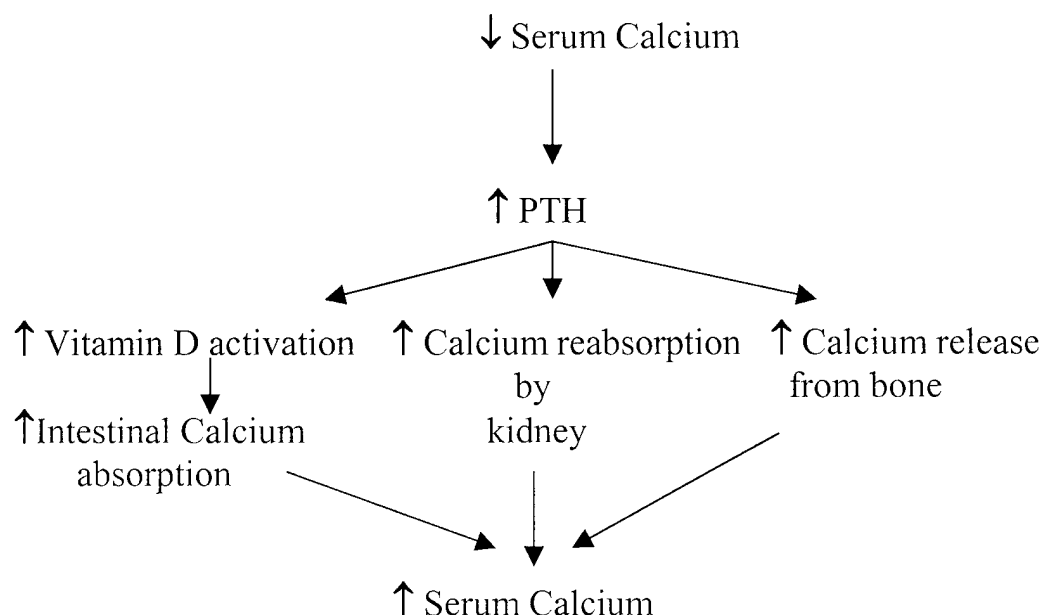 ↓ Serum Calcium
↑ PTH
↑ Vitamin D activation
↑Intestinal Calcium
absorption
↑ Calcium reabsorption
by
kidney
↑ Calcium release
from bone
↑ Serum Calcium